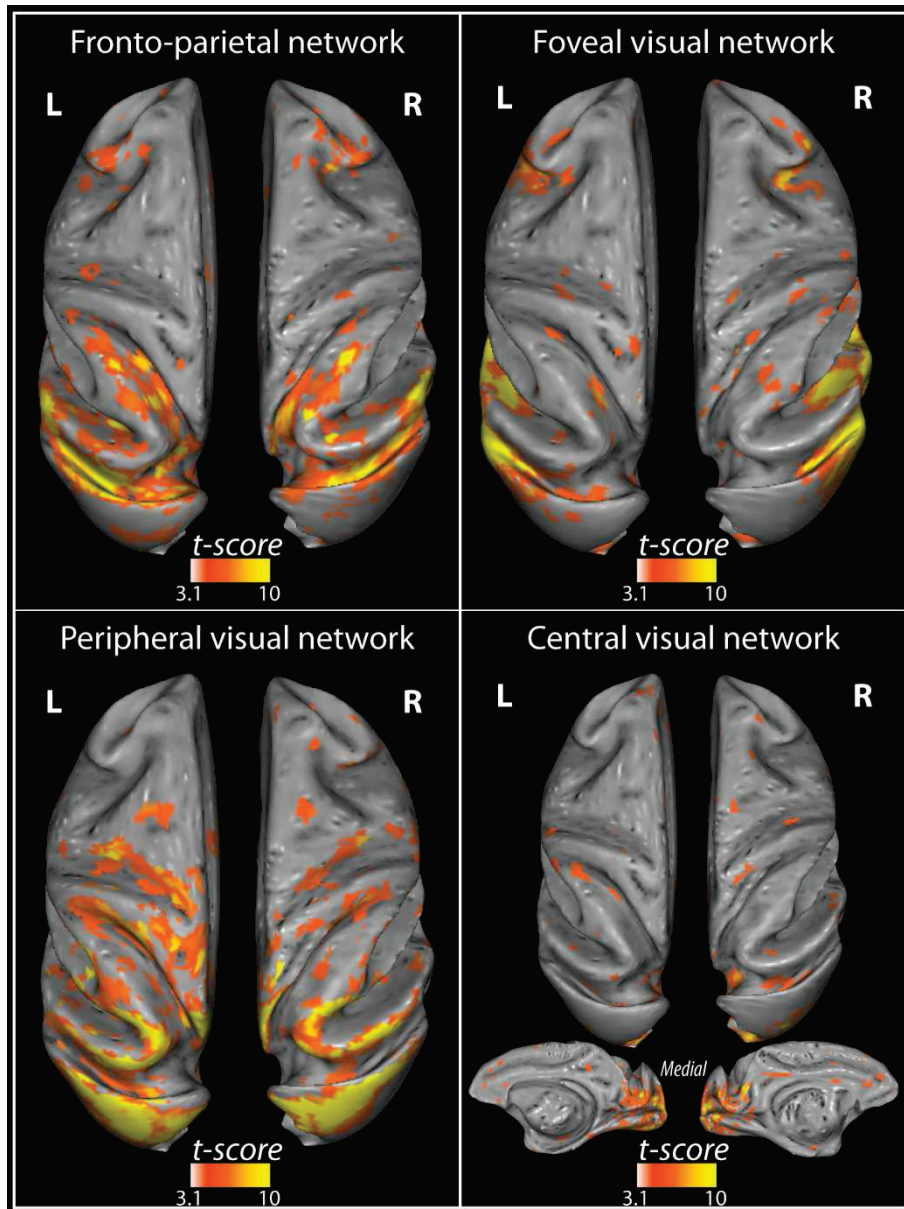 Fronto-parietal network
L
R
t-score
3.1 10
Foveal visual network
L
R
t-score
3.1 10
Peripheral visual network
L
R
t-score
3.1 10
Central visual network
L
R
Medial
t-score
3.1 10